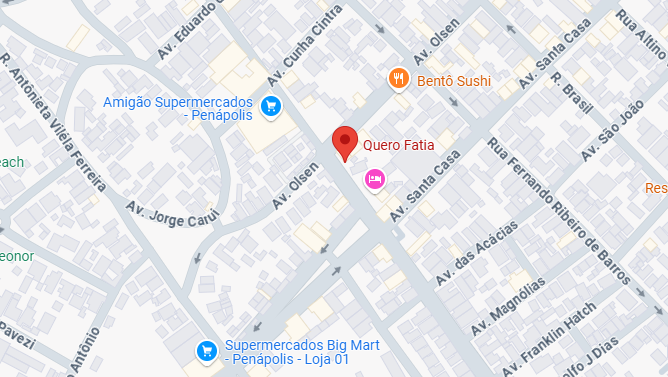 Av. Eduardo
Av. Cunha Cintra
Av. Olsen
Av. Santa Casa
Rua Altino
R. Antônieta Viléla Ferreira
Amigão Supermercados
- Penápolis
Bentô Sushi
R. Brasil
Av. São João
Quero Fatia
each
Av. Olsen
Av. Santa Casa
Rua Fernando Ribeiro de Barros
Res
Av. Jorge Carui
eonor
Av. das Acácias
Av. Magnólias
Pavezi
o Antônio
Supermercados Big Mart
- Penápolis - Loja 01
Av. Franklin Hatch
olfo J Dias